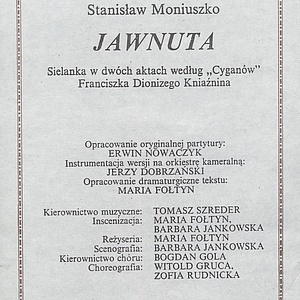 Stanisław Moniuszko
JAWNUTA
Sielanka w dwóch aktach według „Cyganów”
Franciszka Dionizego Kniaźnina
Opracowanie oryginalnej partytury:
ERWIN NOWACZYK
Instrumentacja wersji na orkiestrę kameralną:
JERZY DOBRZAŃSKI
Opracowanie dramaturgiczne tekstu:
MARIA FOŁTYN
Kierownictwo muzyczne: TOMASZ SZREDER
Inscenizacja: MARIA FOŁTYN,
BARBARA JANKOWSKA
Reżyseria: MARIA FOŁTYN
Scenografia: BARBARA JANKOWSKA
Kierownictwo chóru: BOGDAN GOLA
Choreografia: WITOLD GRUCA,
ZOFIA RUDNICKA